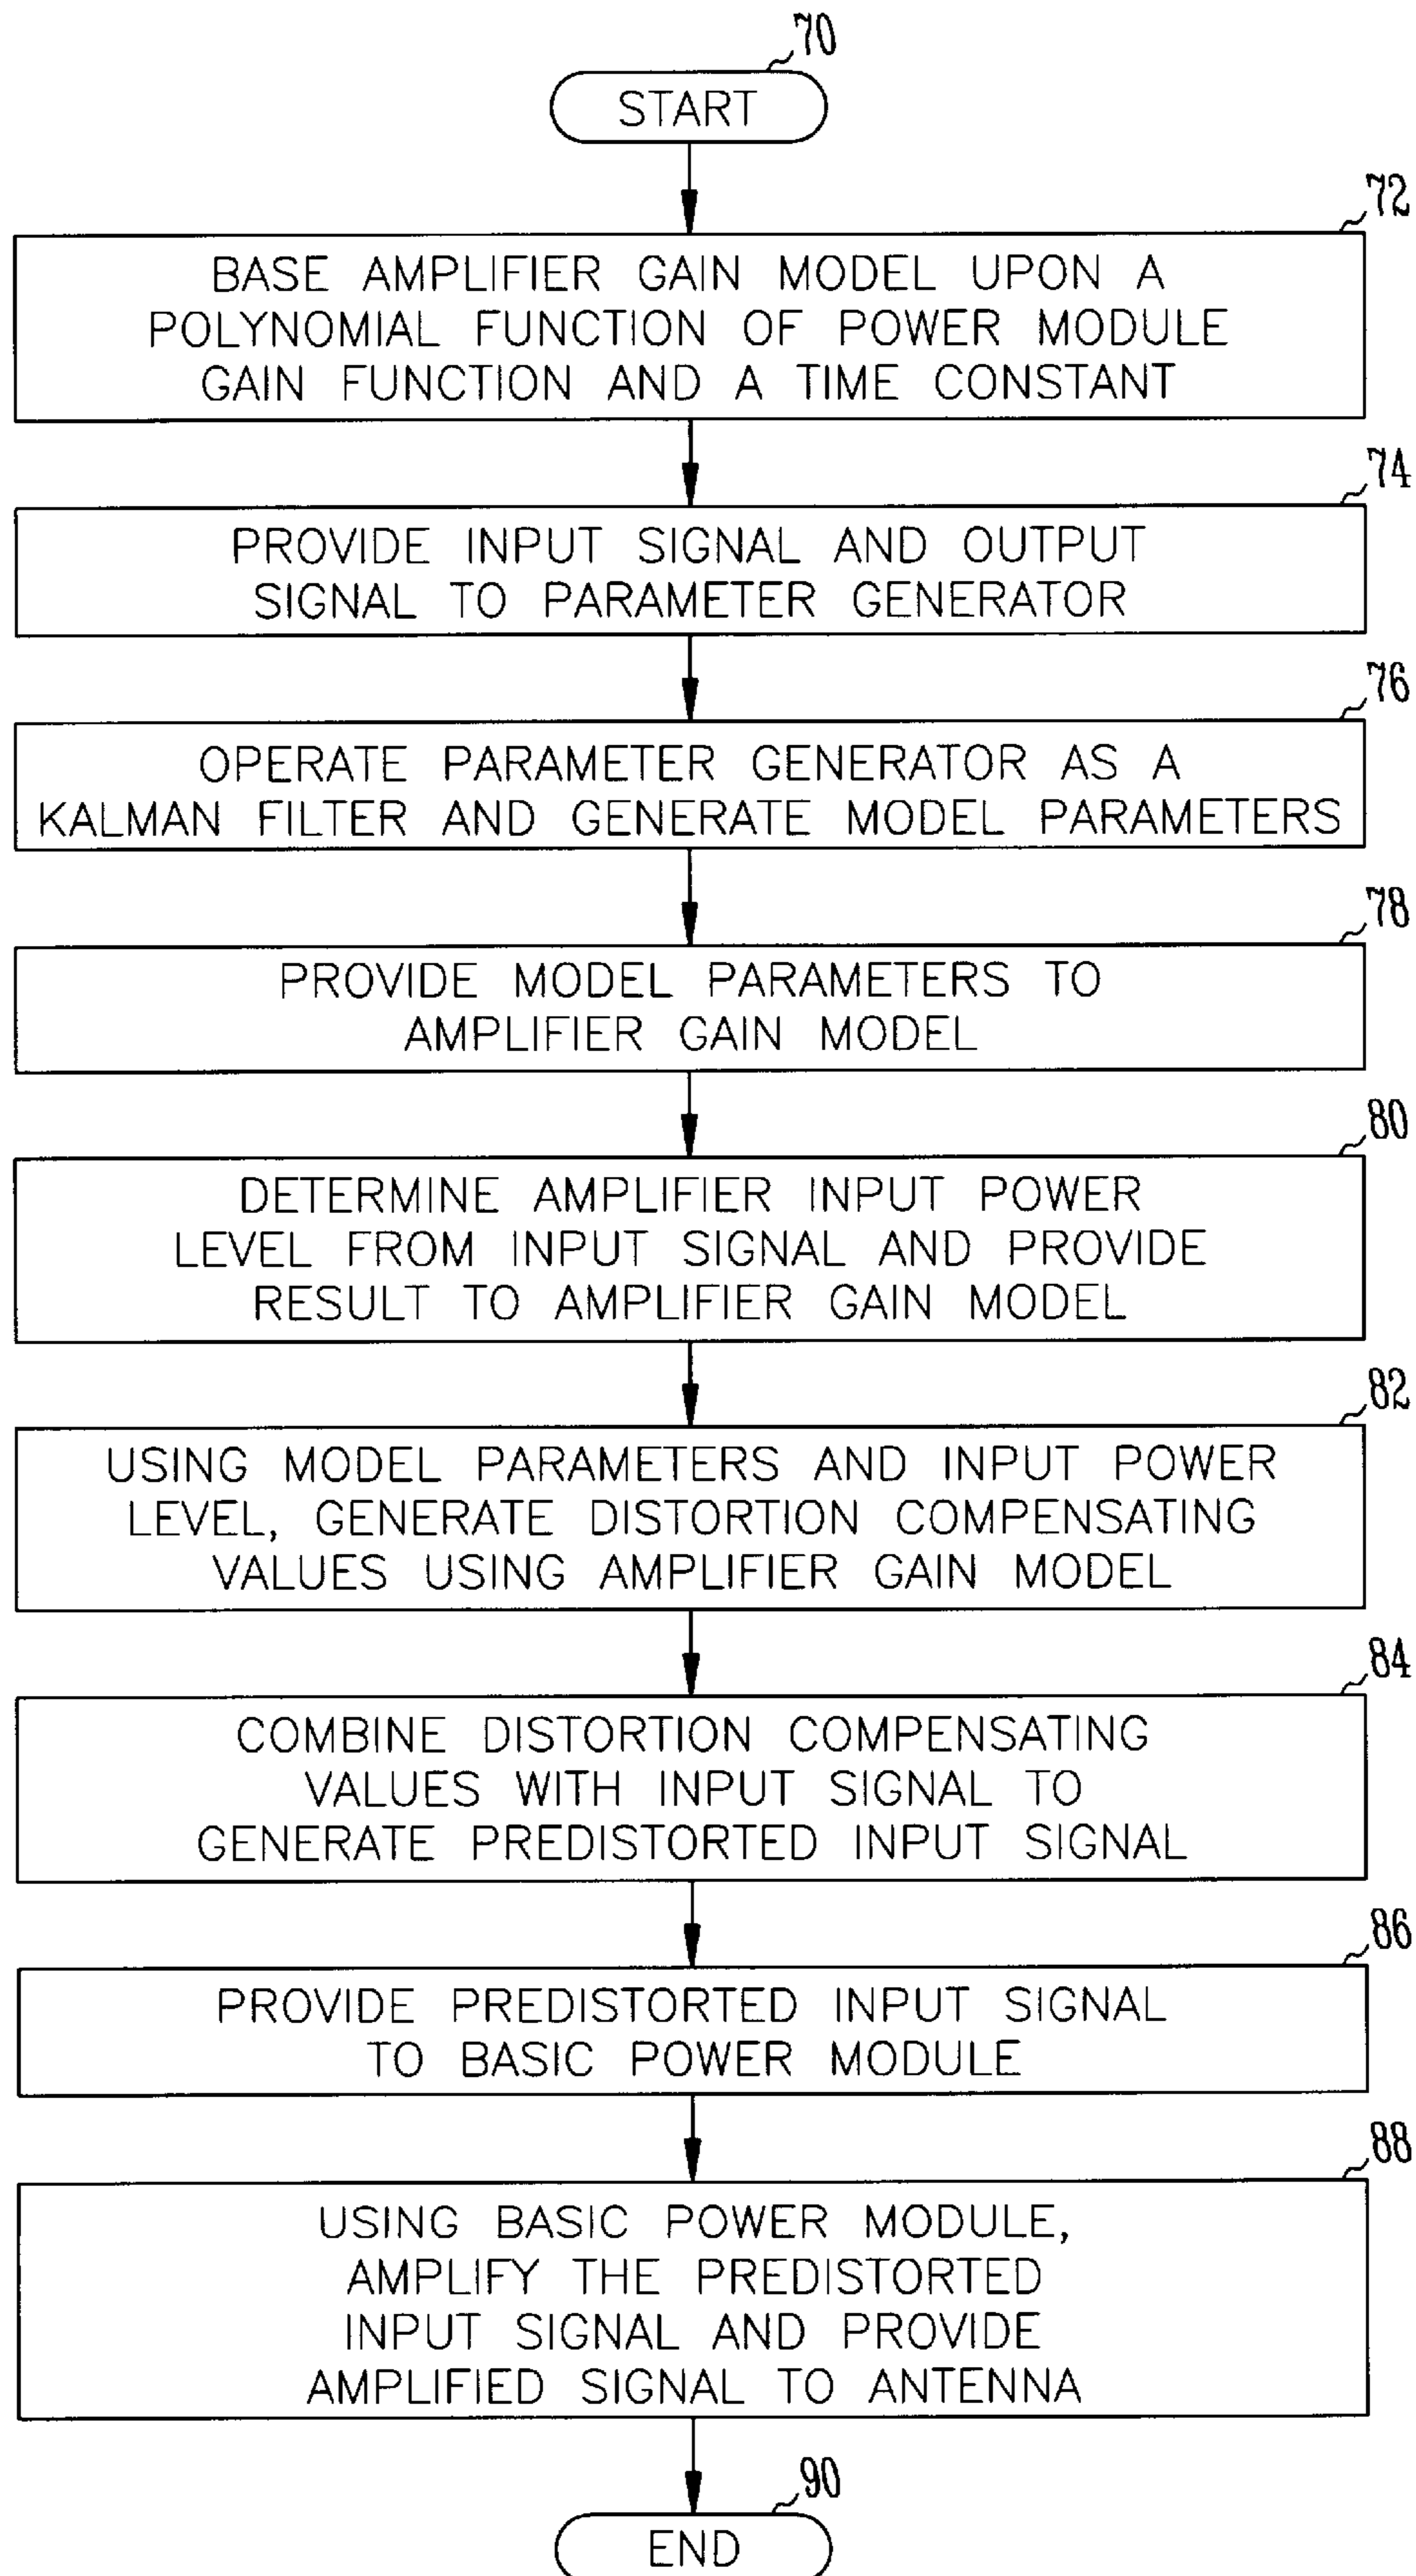 70
START
72
BASE AMPLIFIER GAIN MODEL UPON A
POLYNOMIAL FUNCTION OF POWER MODULE
GAIN FUNCTION AND A TIME CONSTANT
74
PROVIDE INPUT SIGNAL AND OUTPUT
SIGNAL TO PARAMETER GENERATOR
76
OPERATE PARAMETER GENERATOR AS A
KALMAN FILTER AND GENERATE MODEL PARAMETERS
78
PROVIDE MODEL PARAMETERS TO
AMPLIFIER GAIN MODEL
80
DETERMINE AMPLIFIER INPUT POWER
LEVEL FROM INPUT SIGNAL AND PROVIDE
RESULT TO AMPLIFIER GAIN MODEL
82
USING MODEL PARAMETERS AND INPUT POWER
LEVEL, GENERATE DISTORTION COMPENSATING
VALUES USING AMPLIFIER GAIN MODEL
84
COMBINE DISTORTION COMPENSATING
VALUES WITH INPUT SIGNAL TO
GENERATE PREDISTORTED INPUT SIGNAL
86
PROVIDE PREDISTORTED INPUT SIGNAL
TO BASIC POWER MODULE
88
USING BASIC POWER MODULE,
AMPLIFY THE PREDISTORTED
INPUT SIGNAL AND PROVIDE
AMPLIFIED SIGNAL TO ANTENNA
90
END